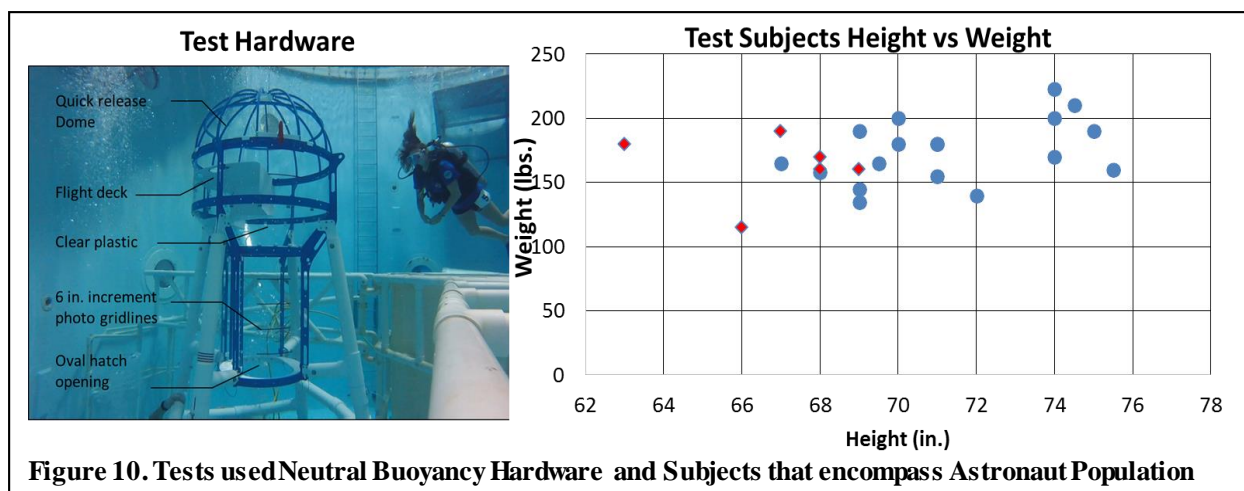 Test Hardware
Quick release
Dome
Flight deck
Clear plastic
6 in. increment
photo gridlines
Oval hatch
opening
Test Subjects Height vs Weight
Weight (lbs.)
250
200
150
100
50
0
62 64 66 68 70 72 74 76 78
Height (in.)
Figure 10. Tests used Neutral Buoyancy Hardware and Subjects that encompass Astronaut Population